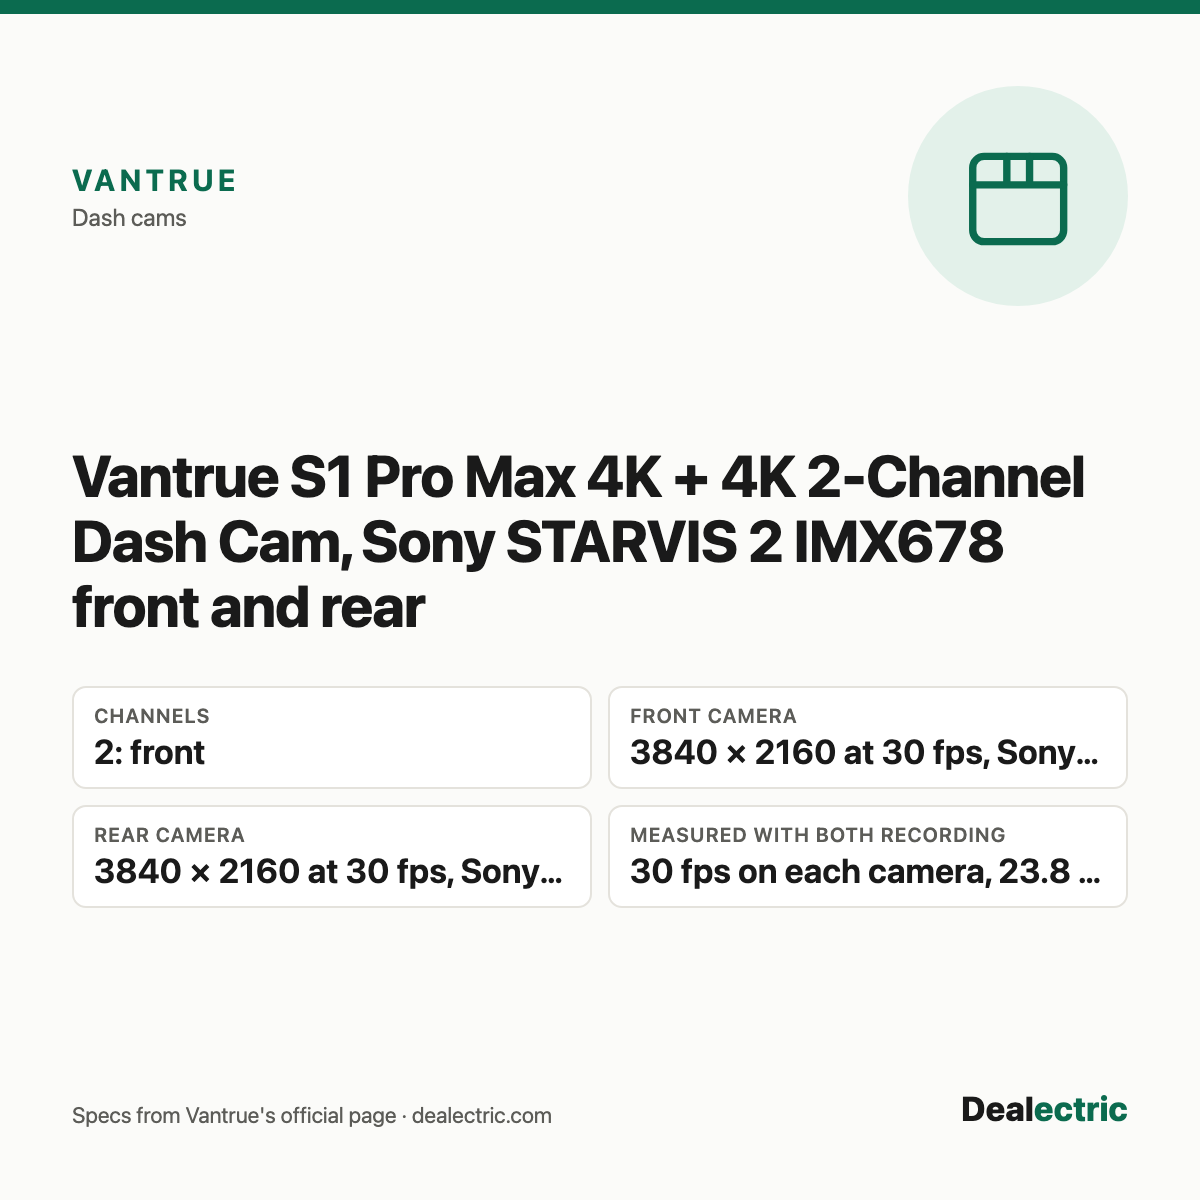 VANTRUE
Dash cams
Vantrue S1 Pro Max 4K + 4K 2-Channel
Dash Cam, Sony STARVIS 2 IMX678
front and rear
CHANNELS
2: front
FRONT CAMERA
3840 × 2160 at 30 fps, Sony…
REAR CAMERA
3840 × 2160 at 30 fps, Sony…
MEASURED WITH BOTH RECORDING
30 fps on each camera, 23.8 …
Specs from Vantrue's official page · dealectric.com
Dealectric